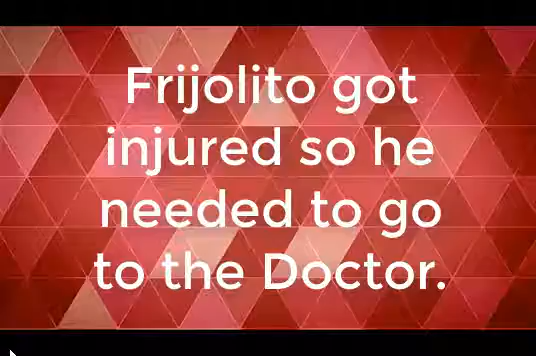 Frijolito got
injured so he
needed to go
to the Doctor.